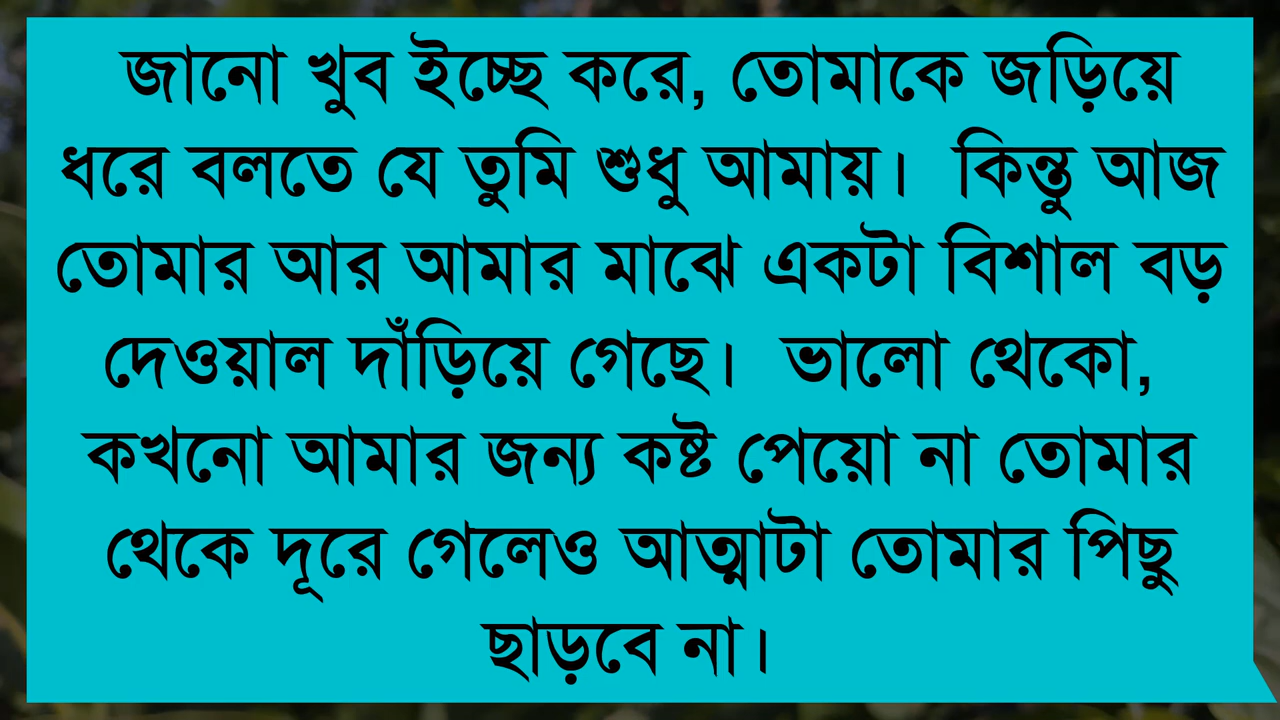 জানো খুব ইচ্ছে করে, তোমাকে জড়িয়ে
ধরে বলতে যে তুমি শুধু আমায়। কিন্তু আজ
তোমার আর আমার মাঝে একটা বিশাল বড়
দেওয়াল দাঁড়িয়ে গেছে। ভালো থেকো,
কখনো আমার জন্য কষ্ট পেয়ো না তোমার
থেকে দূরে গেলেও আত্মাটা তোমার পিছু
ছাড়বে না।